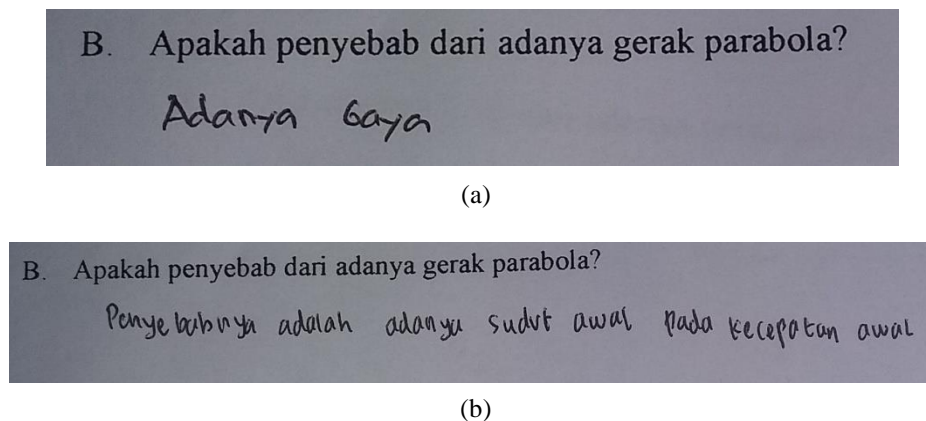 B. Apakah penyebab dari adanya gerak parabola?
Adanya Gaya
(a)
B. Apakah penyebab dari adanya gerak parabola?
Penyebabnya adalah adanya sudut awal pada kecepatan awal
(b)